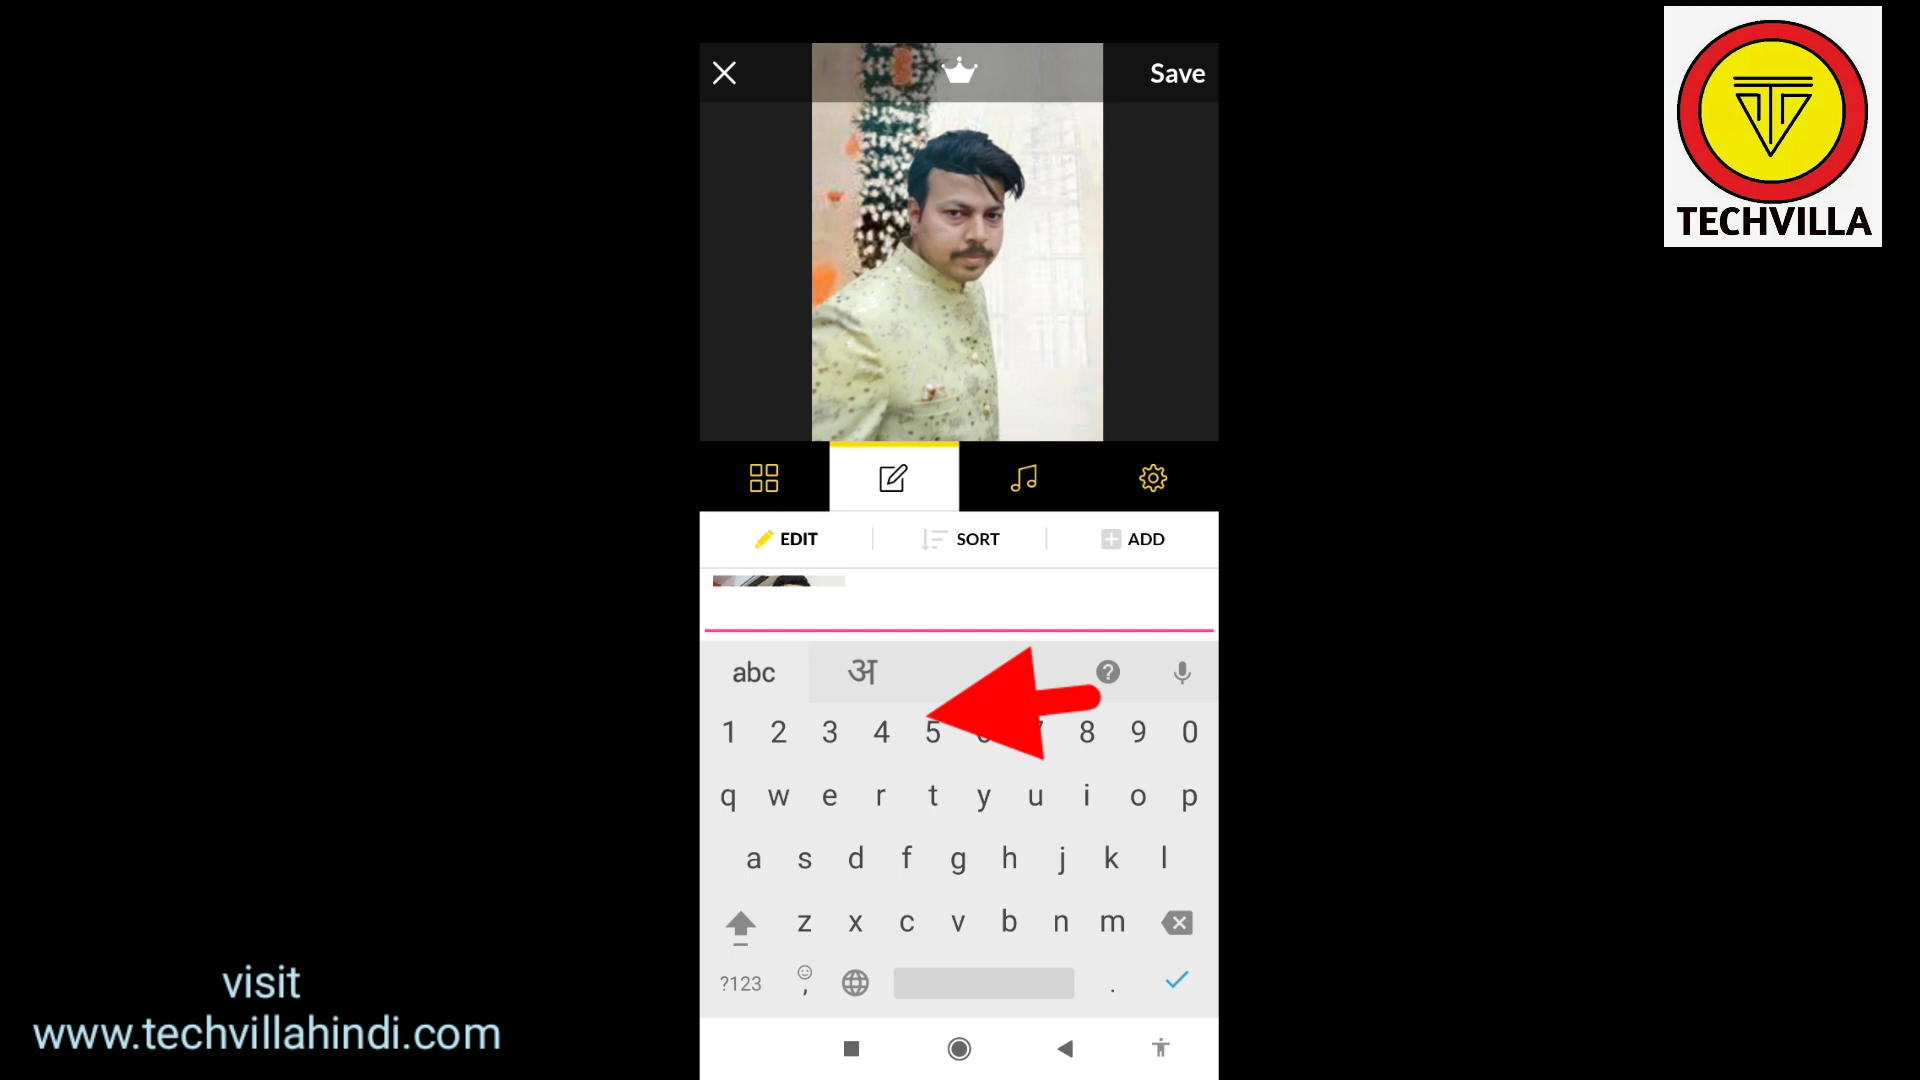 Save
TECHVILLA
EDIT SORT ADD
abc अ ?
1 2 3 4 5 8 9 0
q w e r t y u i o p
a s d f g h j k l
z x c v b n m
?123 , .
visit
www.techvillahindi.com